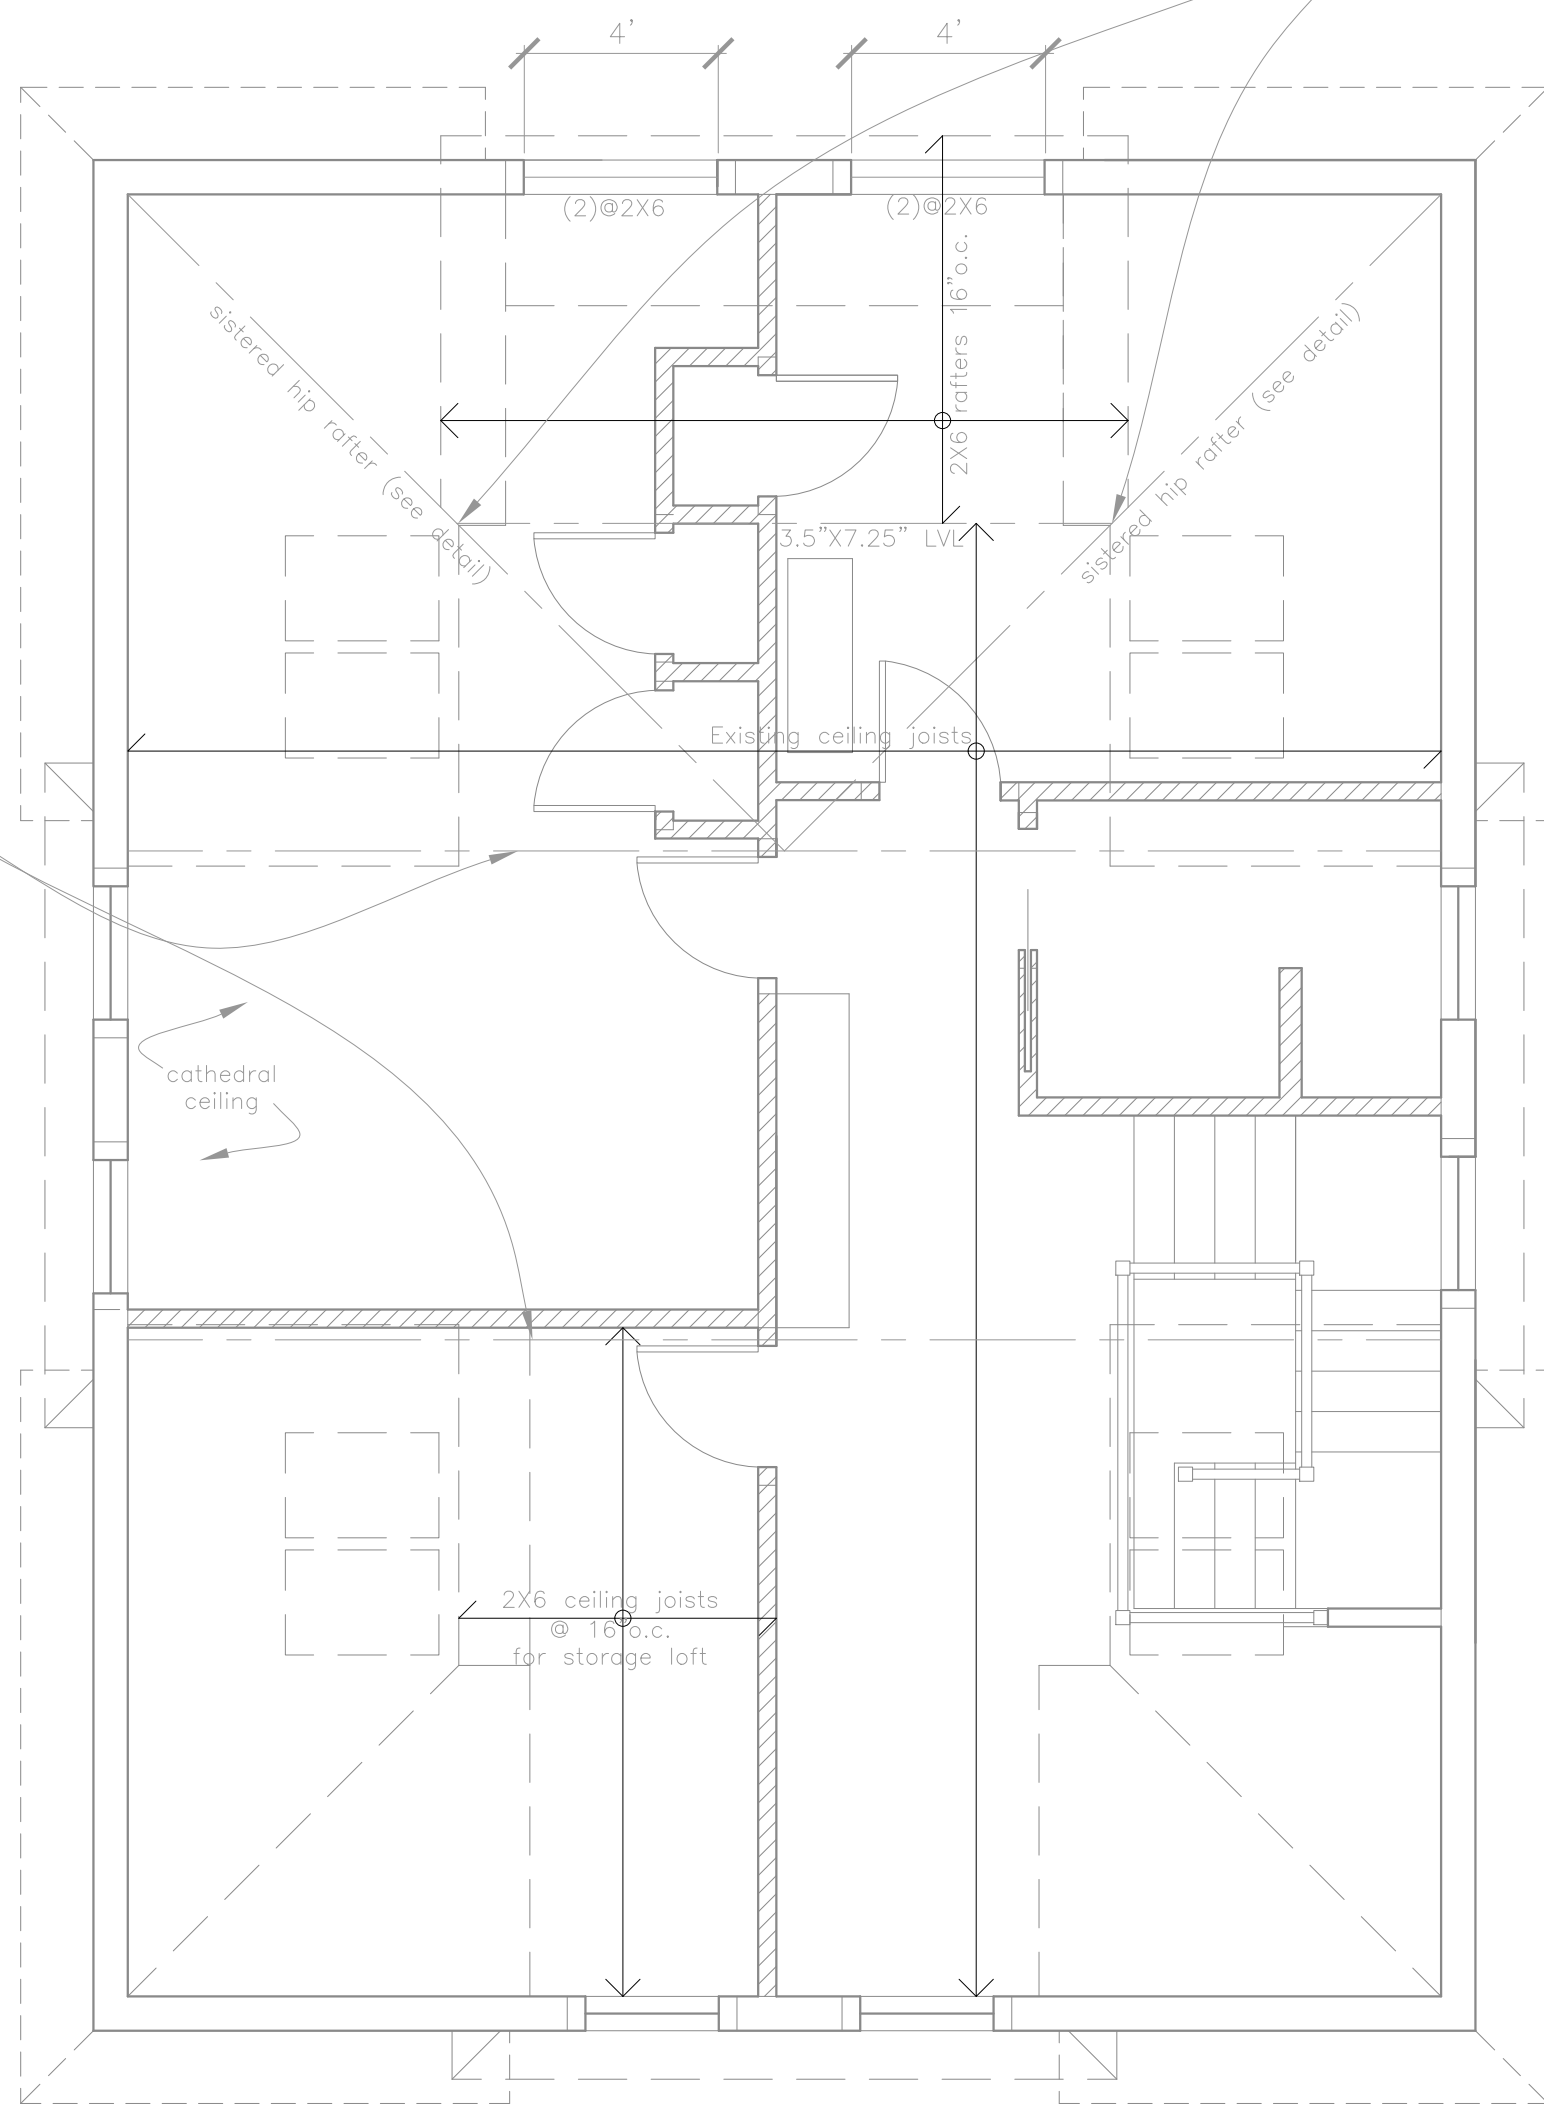 4'
4'
(2)@2X6
(2)@2X6
2X6 rafters 16"o.c.
sistered hip rafter (see detail)
sistered hip rafter (see detail)
3.5"X7.25" LVL
Existing ceiling joists
cathedral
ceiling
2X6 ceiling joists
@ 16"o.c.
for storage loft